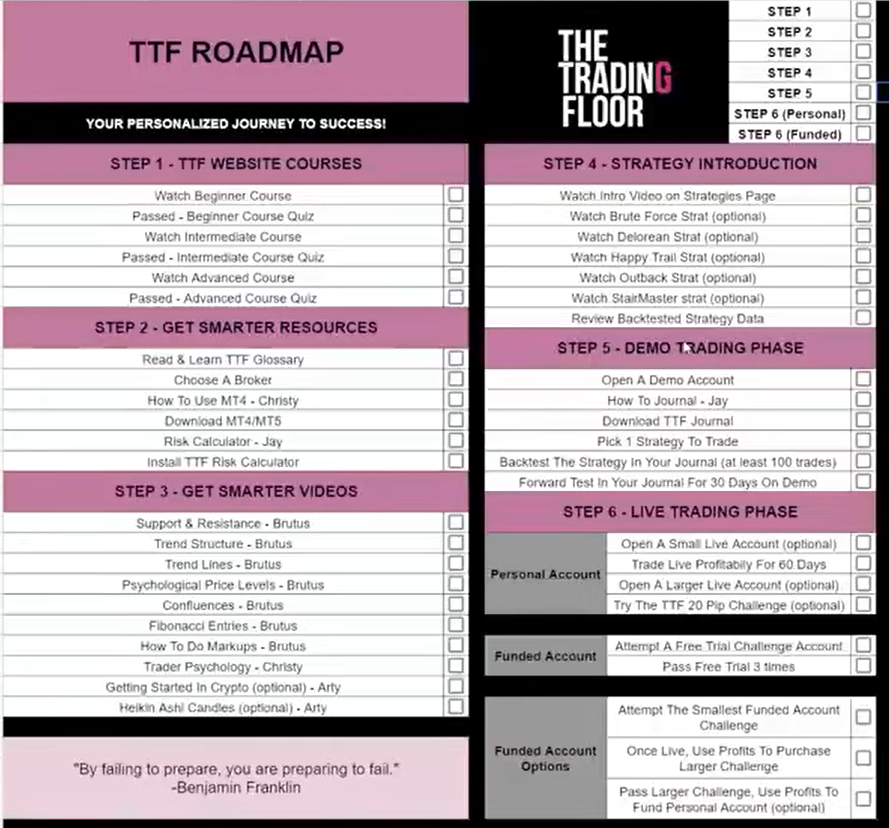 TTF ROADMAP
YOUR PERSONALIZED JOURNEY TO SUCCESS!
THE
TRADING
FLOOR
STEP 1
STEP 2
STEP 3
STEP 4
STEP 5
STEP 6 (Personal)
STEP 6 (Funded)
STEP 1 - TTF WEBSITE COURSES
Watch Beginner Course
Passed - Beginner Course Quiz
Watch Intermediate Course
Passed - Intermediate Course Quiz
Watch Advanced Course
Passed - Advanced Course Quiz
STEP 2 - GET SMARTER RESOURCES
Read & Learn TTF Glossary
Choose A Broker
How To Use MT4 - Christy
Download MT4/MT5
Risk Calculator - Jay
Install TTF Risk Calculator
STEP 3 - GET SMARTER VIDEOS
Support & Resistance - Brutus
Trend Structure - Brutus
Trend Lines - Brutus
Psychological Price Levels - Brutus
Confluences - Brutus
Fibonacci Entries - Brutus
How To Do Markups - Brutus
Trader Psychology - Christy
Getting Started In Crypto (optional) - Arty
Heikin Ashi Candles (optional) - Arty
"By failing to prepare, you are preparing to fail."
-Benjamin Franklin
STEP 4 - STRATEGY INTRODUCTION
Watch Intro Video on Strategies Page
Watch Brute Force Strat (optional)
Watch Delorean Strat (optional)
Watch Happy Trail Strat (optional)
Watch Outback Strat (optional)
Watch StairMaster strat (optional)
Review Backtested Strategy Data
STEP 5 - DEMO TRADING PHASE
Open A Demo Account
How To Journal - Jay
Download TTF Journal
Pick 1 Strategy To Trade
Backtest The Strategy In Your Journal (at least 100 trades)
Forward Test In Your Journal For 30 Days On Demo
STEP 6 - LIVE TRADING PHASE
Personal Account
Open A Small Live Account (optional)
Trade Live Profitabily For 60 Days
Open A Larger Live Account (optional)
Try The TTF 20 Pip Challenge (optional)
Funded Account
Attempt A Free Trial Challenge Account
Pass Free Trial 3 times
Funded Account
Options
Attempt The Smallest Funded Account
Challenge
Once Live, Use Profits To Purchase
Larger Challenge
Pass Larger Challenge, Use Profits To
Fund Personal Account (optional)